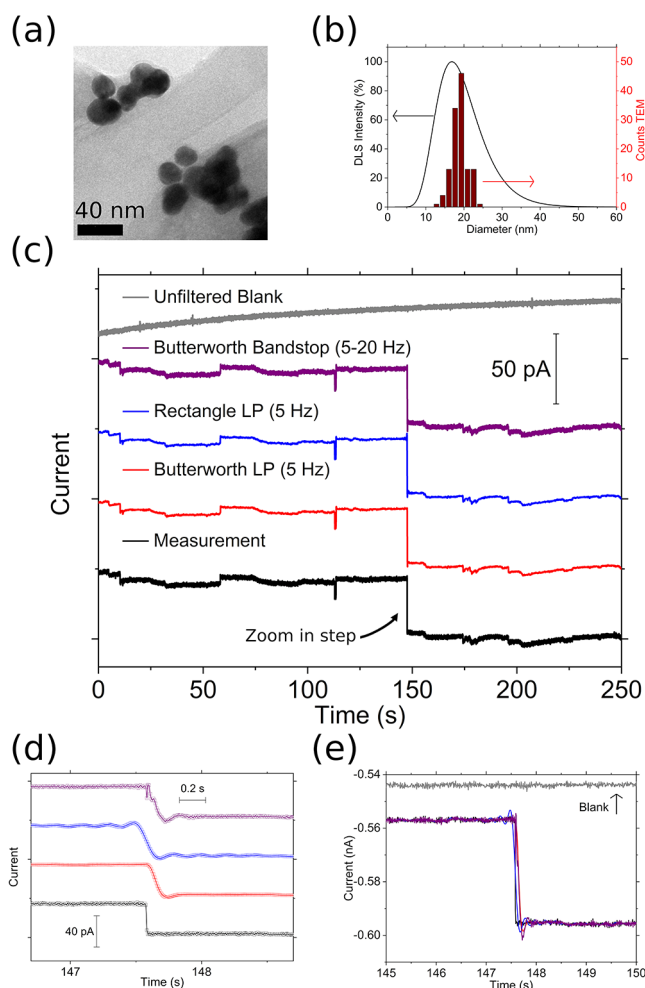 (a)
40 nm
(b)
100
80
60
40
20
0
DLS Intensity (%)
50
40
30
20
10
0
Counts TEM
0 10 20 30 40 50 60
Diameter (nm)
(c)
Unfiltered Blank
Butterworth Bandstop (5-20 Hz)
50 pA
Rectangle LP (5 Hz)
Butterworth LP (5 Hz)
Measurement
Zoom in step
Current
0 50 100 150 200 250
Time (s)
(d)
0.2 s
40 pA
Current
147 148
Time (s)
(e)
-0.54
-0.56
-0.58
-0.60
Blank
Current (nA)
145 146 147 148 149 150
Time (s)